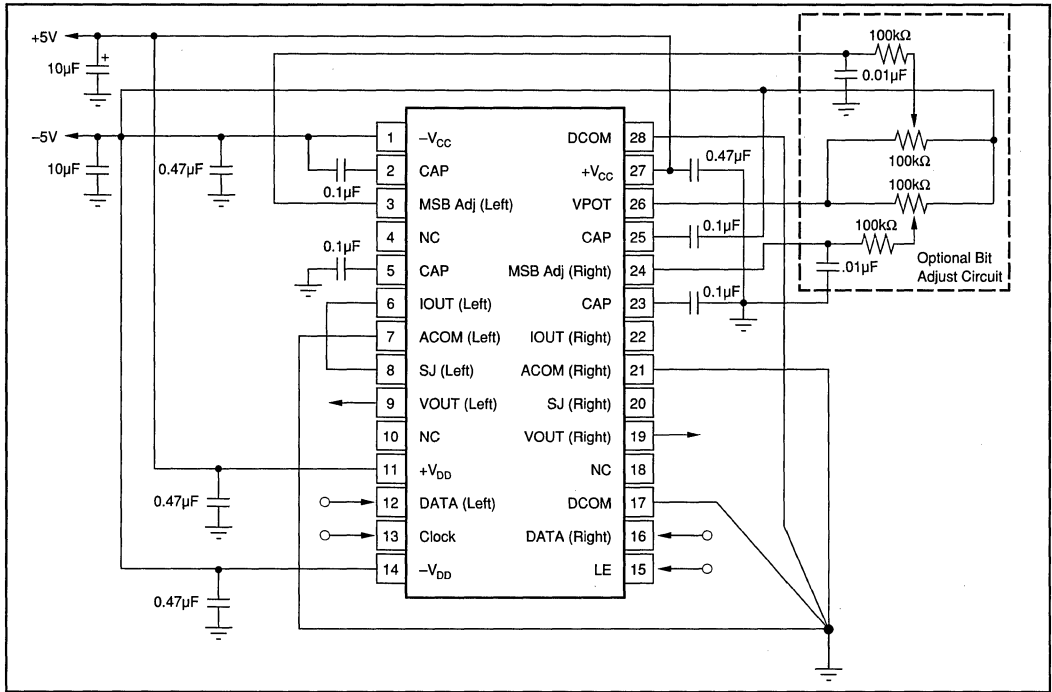 +5V
10µF
+
–5V
10µF
0.47µF
0.1µF
0.1µF
0.47µF
0.47µF
1 –VCC
2 CAP
3 MSB Adj (Left)
4 NC
5 CAP
6 IOUT (Left)
7 ACOM (Left)
8 SJ (Left)
9 VOUT (Left)
10 NC
11 +VDD
12 DATA (Left)
13 Clock
14 –VDD
DCOM 28
+VCC 27
VPOT 26
CAP 25
MSB Adj (Right) 24
CAP 23
IOUT (Right) 22
ACOM (Right) 21
SJ (Right) 20
VOUT (Right) 19
NC 18
DCOM 17
DATA (Right) 16
LE 15
0.47µF
0.1µF
0.1µF
100kΩ
0.01µF
100kΩ
100kΩ
100kΩ
.01µF
Optional Bit
Adjust Circuit